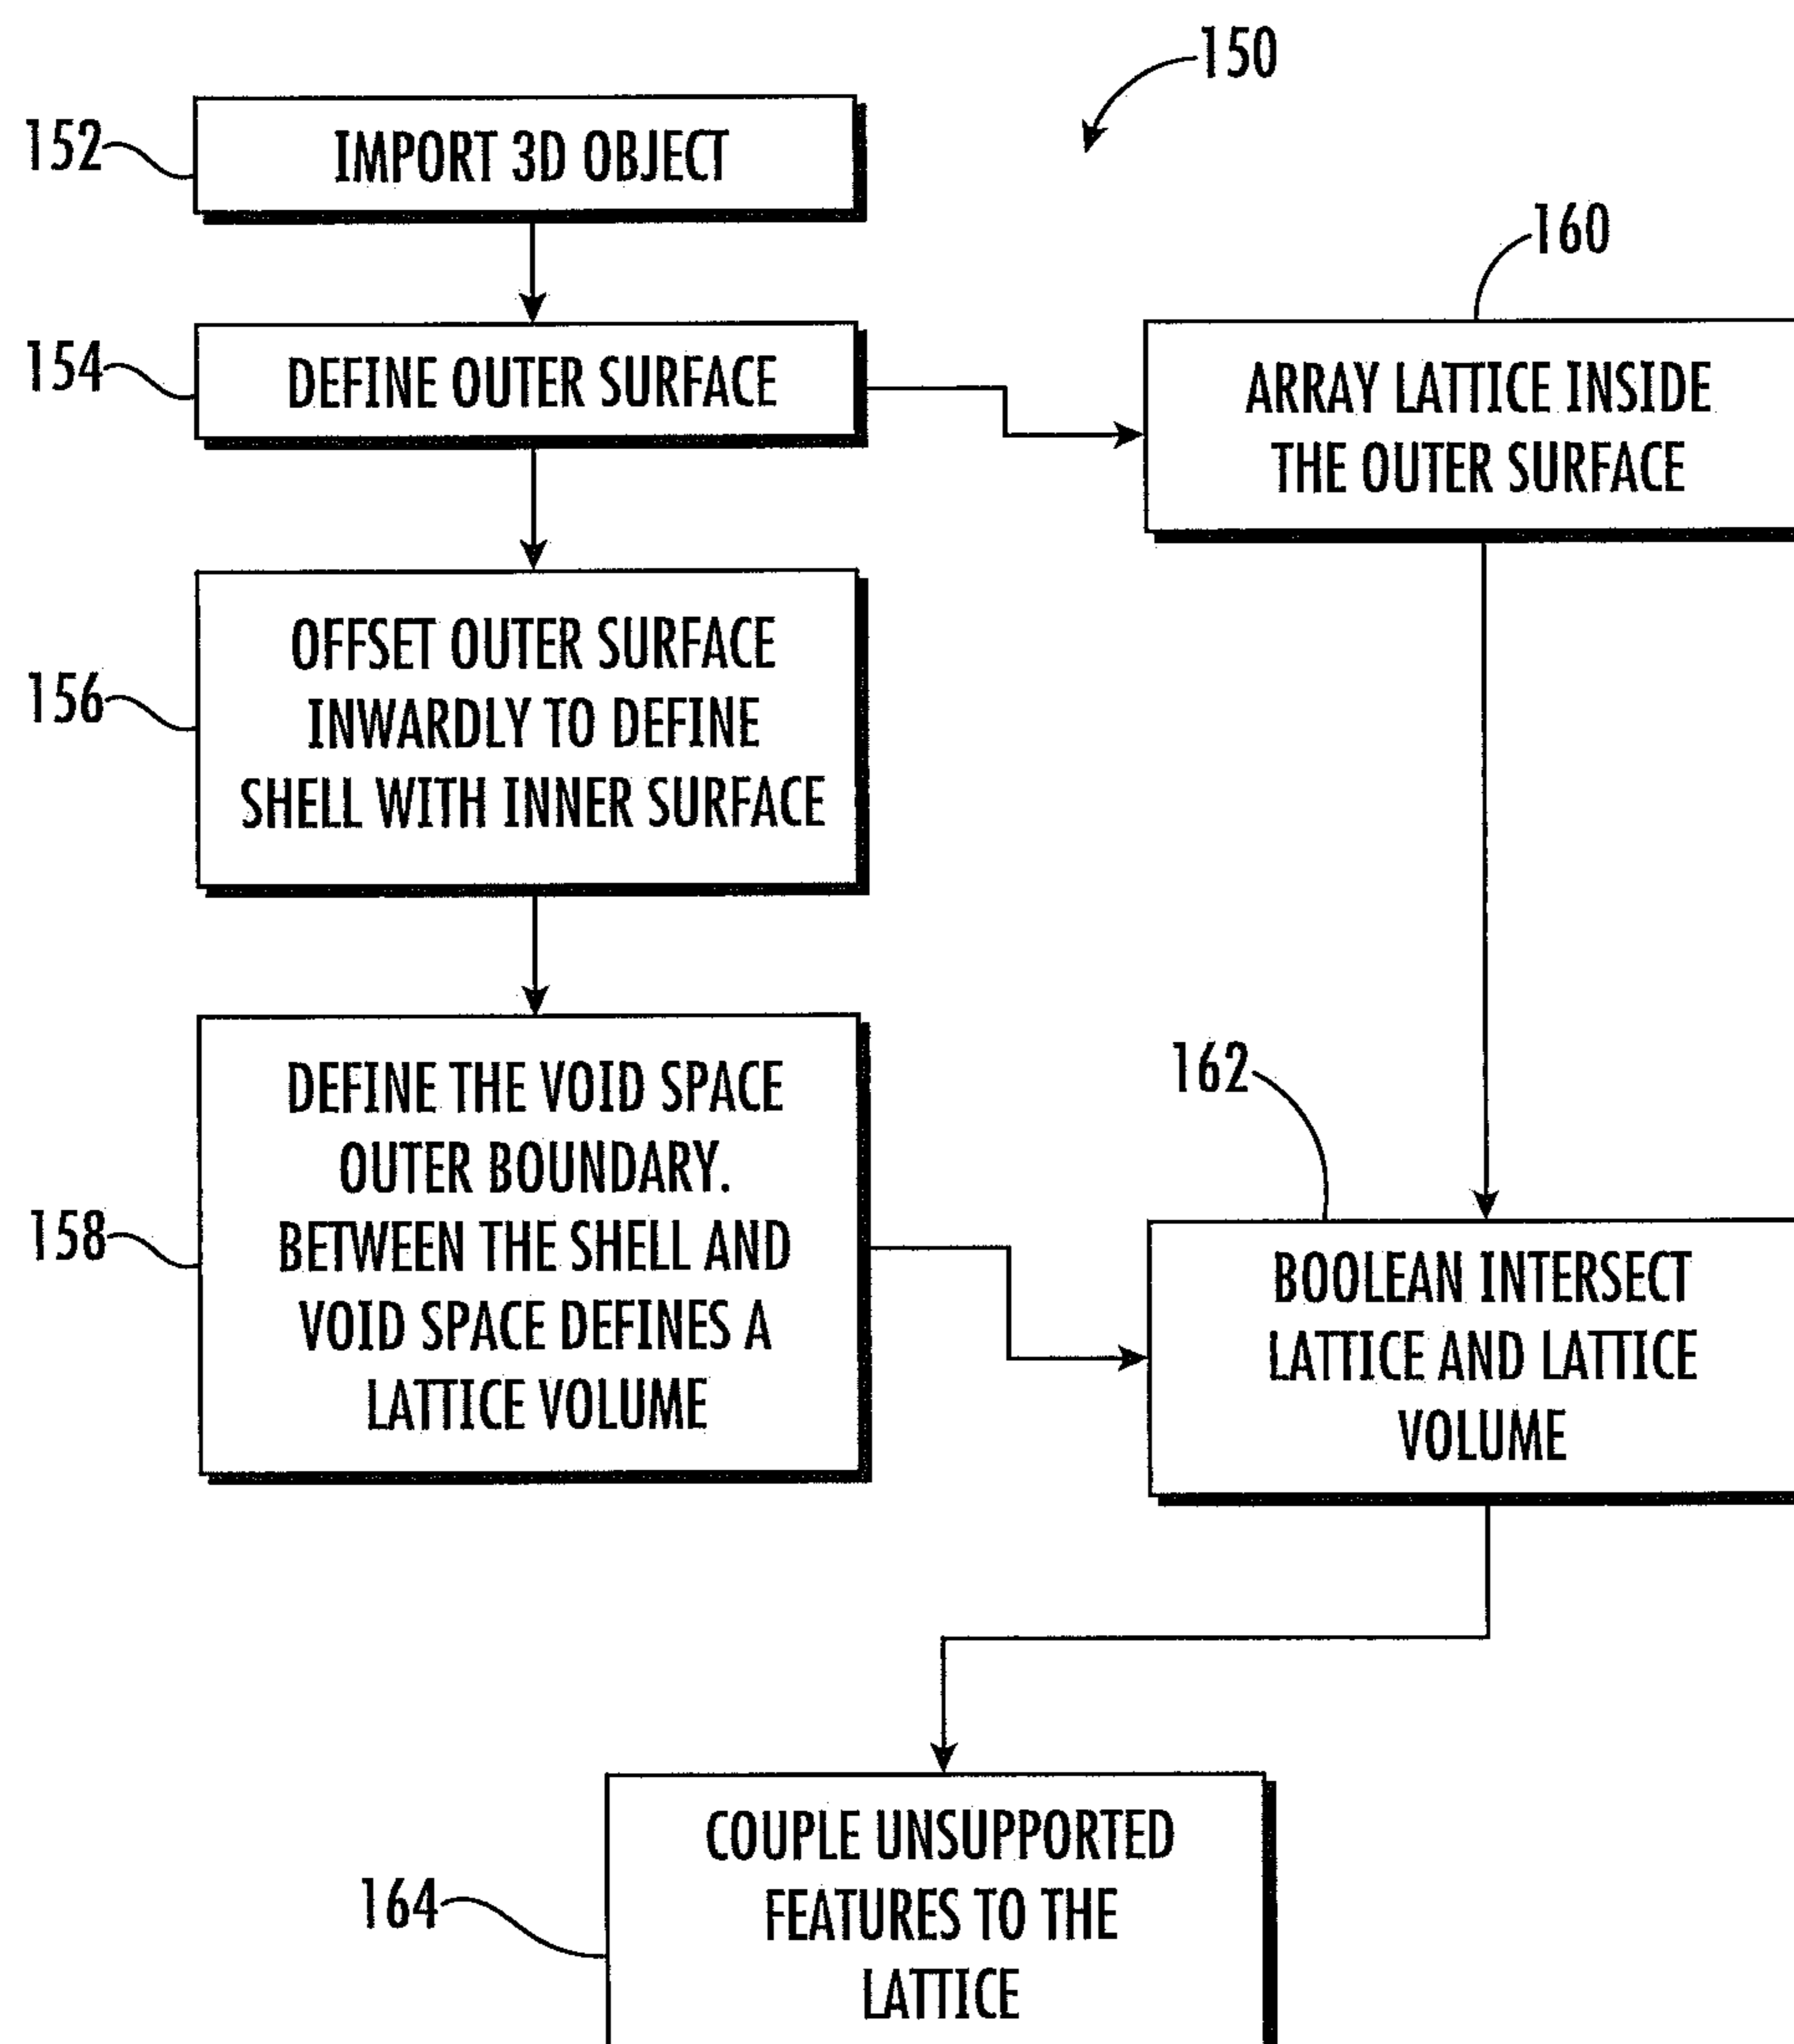 150
152
IMPORT 3D OBJECT
154
DEFINE OUTER SURFACE
160
ARRAY LATTICE INSIDE
THE OUTER SURFACE
156
OFFSET OUTER SURFACE
INWARDLY TO DEFINE
SHELL WITH INNER SURFACE
158
DEFINE THE VOID SPACE
OUTER BOUNDARY.
BETWEEN THE SHELL AND
VOID SPACE DEFINES A
LATTICE VOLUME
162
BOOLEAN INTERSECT
LATTICE AND LATTICE
VOLUME
164
COUPLE UNSUPPORTED
FEATURES TO THE
LATTICE